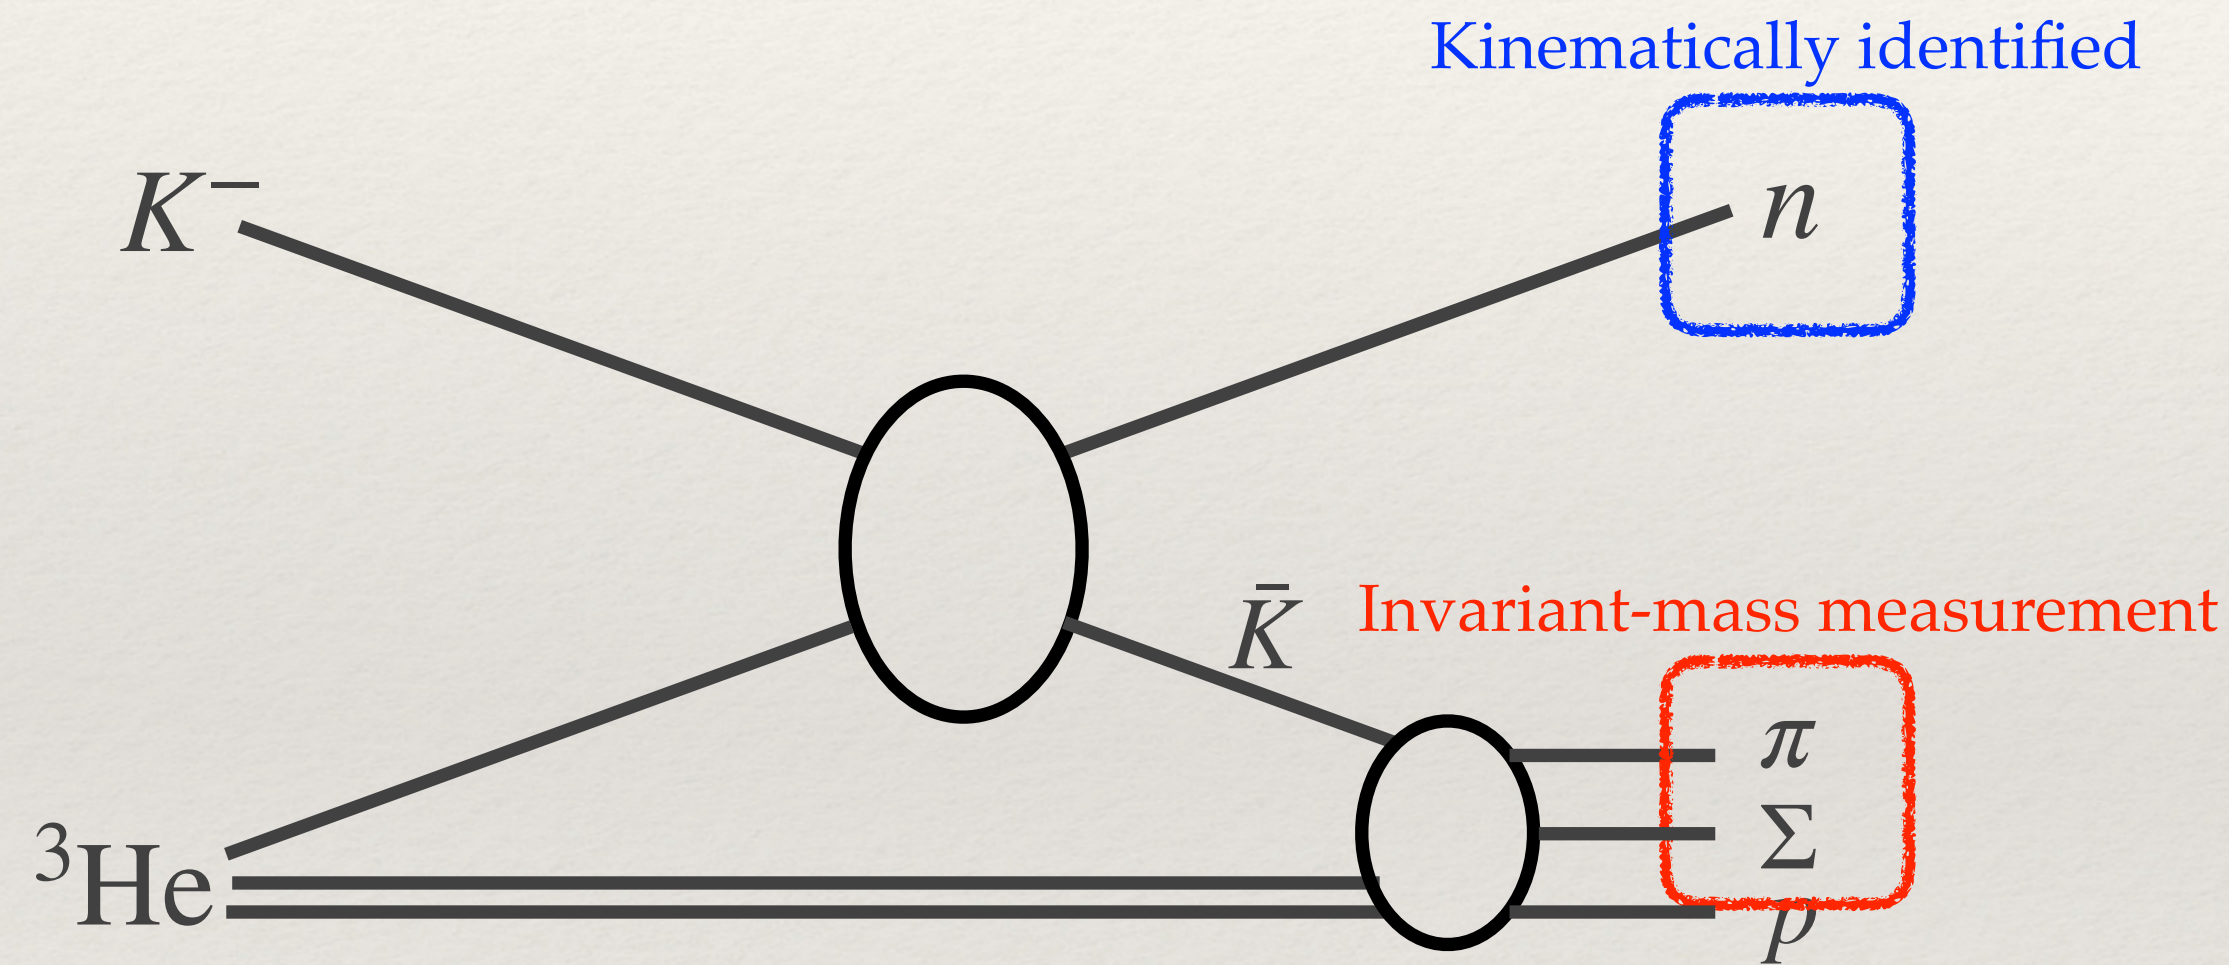 Kinematically identified
K⁻
n
K̄
Invariant-mass measurement
π
Σ
³He
p